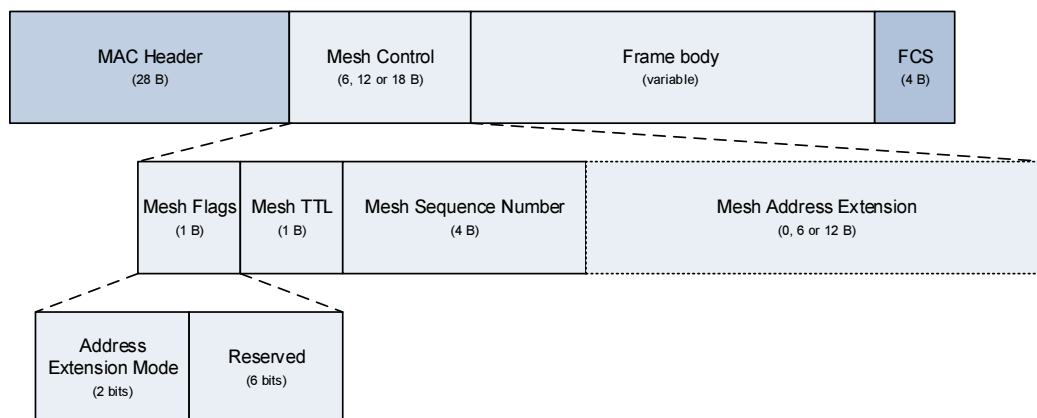 MAC Header
(28 B)
Mesh Control
(6, 12 or 18 B)
Frame body
(variable)
FCS
(4 B)
Mesh Flags
(1 B)
Mesh TTL
(1 B)
Mesh Sequence Number
(4 B)
Mesh Address Extension
(0, 6 or 12 B)
Address
Extension Mode
(2 bits)
Reserved
(6 bits)